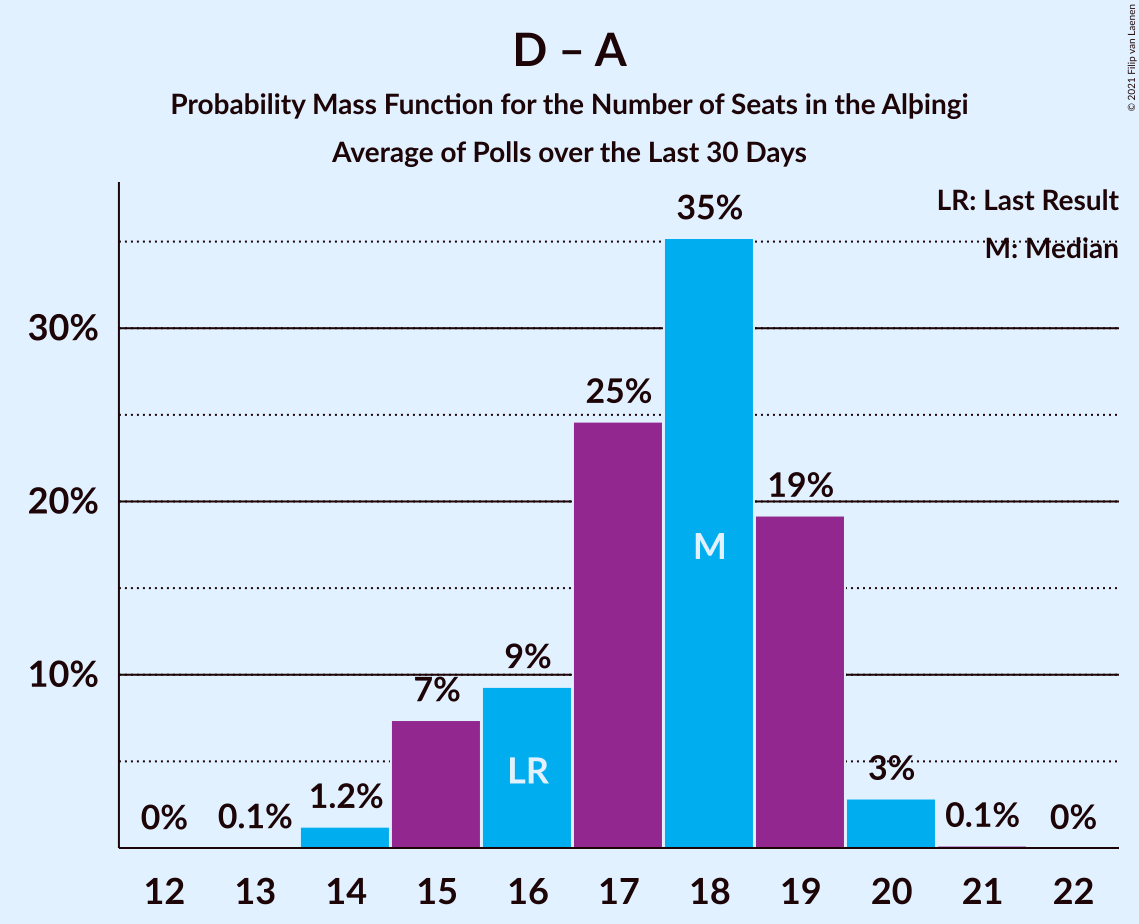 D – A
Probability Mass Function for the Number of Seats in the Alþingi
Average of Polls over the Last 30 Days
© 2021 Filip van Laenen
LR: Last Result
M: Median
35%
30%
25%
20%
19%
M
10%
9%
7%
LR
3%
1.2%
0%
0.1%
0.1%
0%
12 13 14 15 16 17 18 19 20 21 22